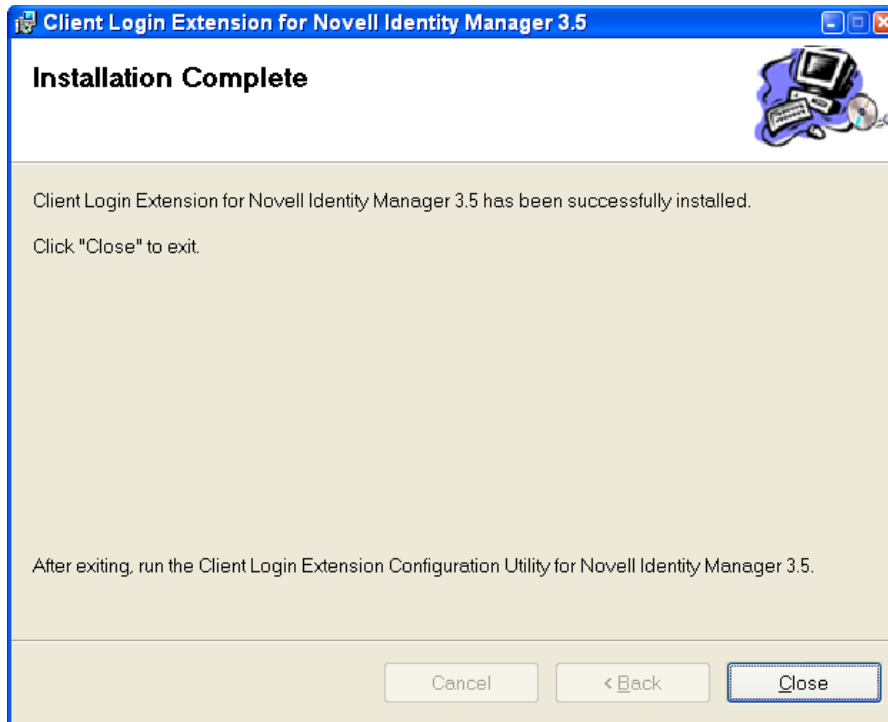 Client Login Extension for Novell Identity Manager 3.5
Installation Complete
Client Login Extension for Novell Identity Manager 3.5 has been successfully installed.
Click "Close" to exit.
After exiting, run the Client Login Extension Configuration Utility for Novell Identity Manager 3.5.
Cancel
< Back
Close